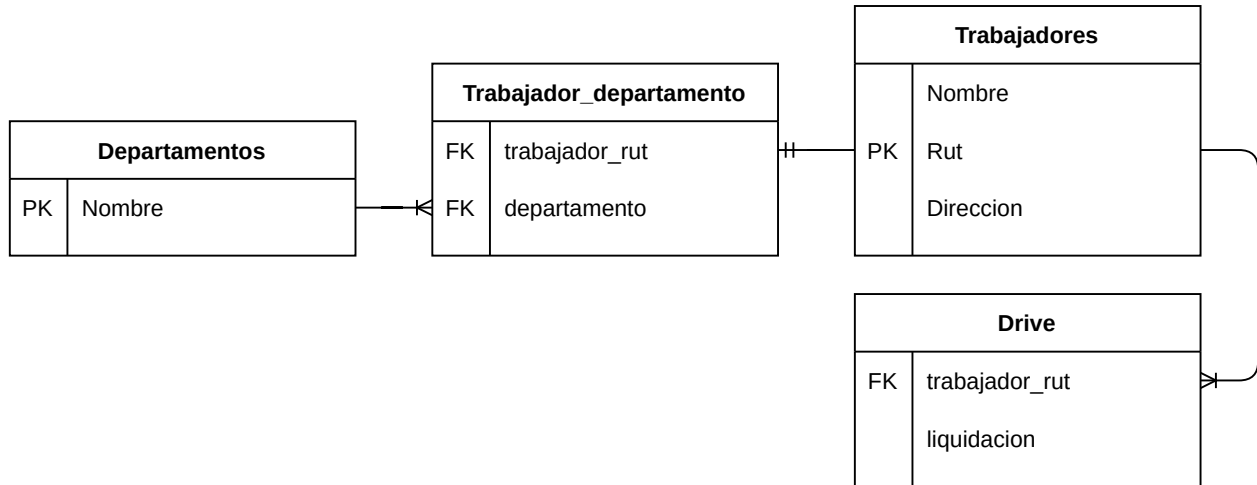 Departamentos
PK Nombre
Trabajador_departamento
FK trabajador_rut
FK departamento
Trabajadores
Nombre
PK Rut
Direccion
Drive
FK trabajador_rut
liquidacion